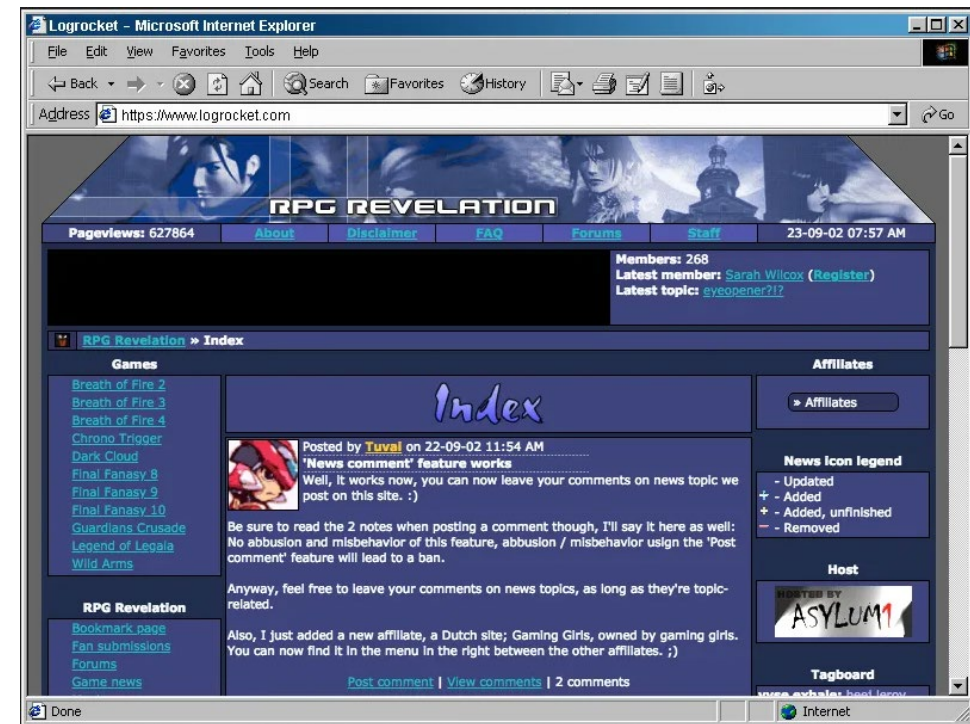 Logrocket – Microsoft Internet Explorer
File Edit View Favorites Tools Help
Back Search Favorites History
Address https://www.logrocket.com Go
RPG REVELATION
Pageviews: 627864 About Disclaimer FAQ Forums Staff 23-09-02 07:57 AM
Members: 268
Latest member: Sarah Wilcox (Register)
Latest topic: eyeopener?!?
RPG Revelation » Index
Games
Breath of Fire 2
Breath of Fire 3
Breath of Fire 4
Chrono Trigger
Dark Cloud
Final Fanasy 8
Final Fanasy 9
Final Fanasy 10
Guardians Crusade
Legend of Legaia
Wild Arms
RPG Revelation
Bookmark page
Fan submissions
Forums
Game news
Index
Posted by Tuvai on 22-09-02 11:54 AM
'News comment' feature works
Well, it works now, you can now leave your comments on news topic we
post on this site. :)
Be sure to read the 2 notes when posting a comment though, I'll say it here as well:
No abbusion and misbehavior of this feature, abbusion / misbehavior usign the 'Post
comment' feature will lead to a ban.
Anyway, feel free to leave your comments on news topics, as long as they're topic-
related.
Also, I just added a new affiliate, a Dutch site; Gaming Girls, owned by gaming girls.
You can now find it in the menu in the right between the other affiliates. ;)
Post comment | View comments | 2 comments
Affiliates
» Affiliates
News Icon legend
- Updated
+ - Added
+ - Added, unfinished
− - Removed
Host
HOSTED BY
ASYLUM1
Tagboard
Done Internet